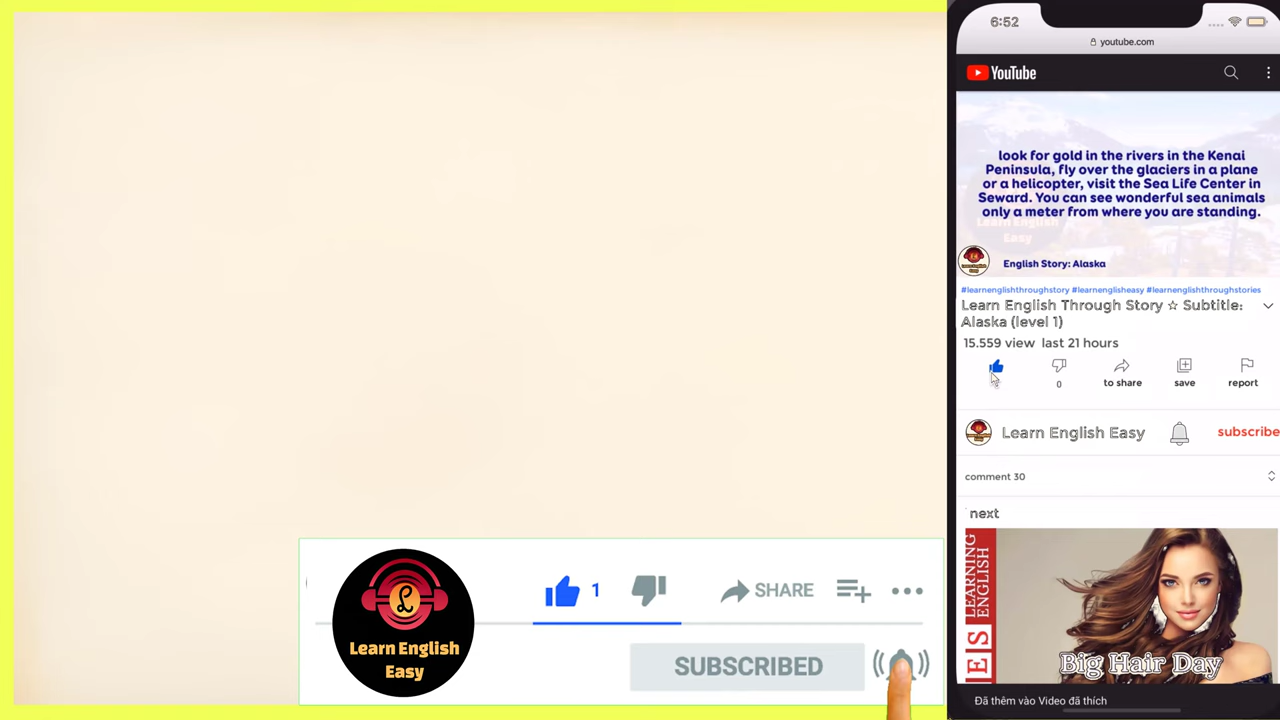 6:52
youtube.com
YouTube
look for gold in the rivers in the Kenai
Peninsula, fly over the glaciers in a plane
or a helicopter, visit the Sea Life Center in
Seward. You can see wonderful sea animals
only a meter from where you are standing.
Learn English
Easy
English Story: Alaska
#learnenglishthroughstory #learnenglisheasy #learnenglishthroughstories
Learn English Through Story ☆ Subtitle:
Alaska (level 1)
15.559 view last 21 hours
0
to share
save
report
Learn English Easy
subscribe
comment 30
next
LEARNING
ENGLISH
Big Hair Day
Đã thêm vào Video đã thích
L
Learn English
Easy
1
SHARE
SUBSCRIBED